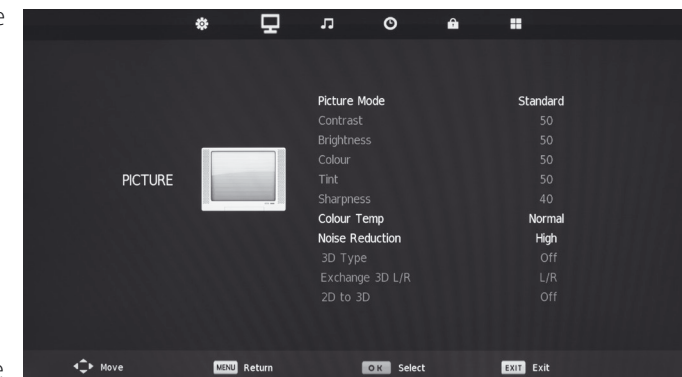 e
Picture Mode Standard
Contrast 50
Brightness 50
Colour 50
PICTURE
Tint 50
Sharpness 40
Colour Temp Normal
Noise Reduction High
3D Type Off
Exchange 3D L/R L/R
2D to 3D Off
Move MENU Return OK Select EXIT Exit
e